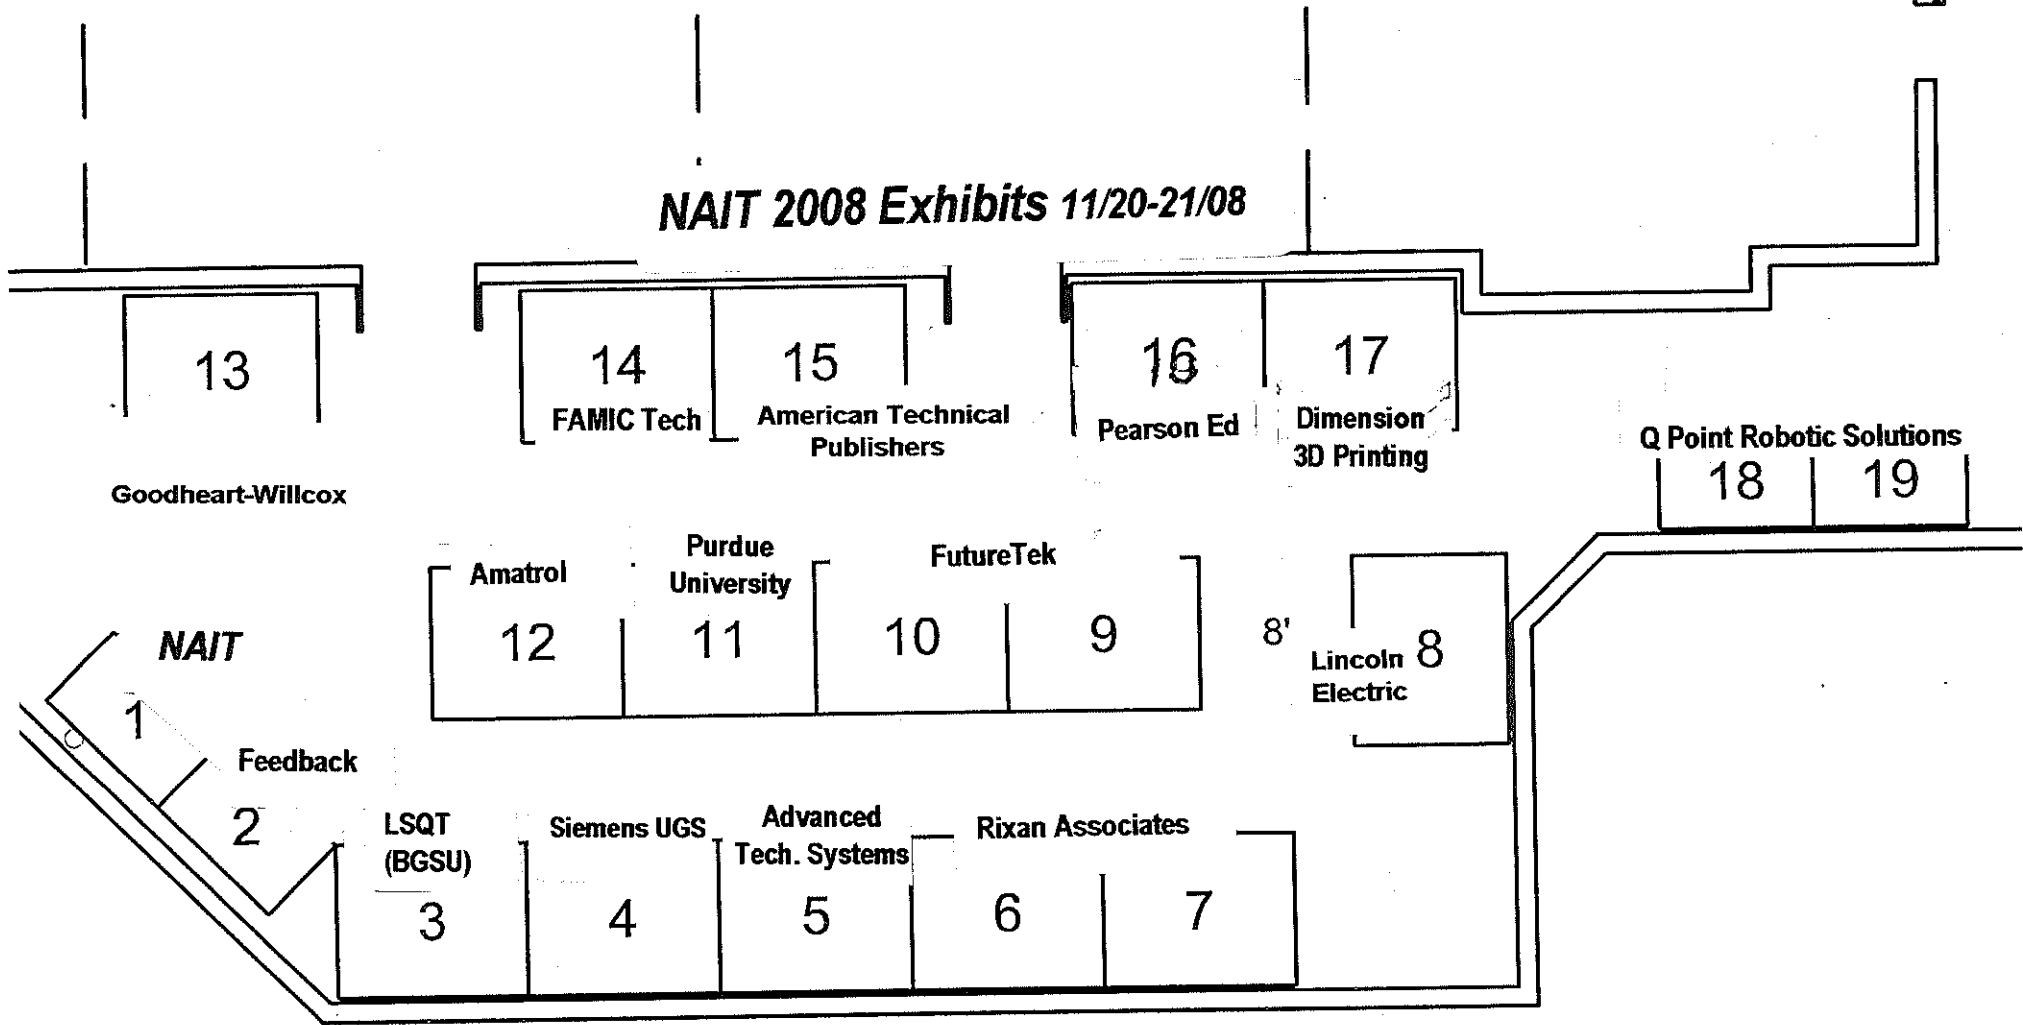 NAIT 2008 Exhibits 11/20-21/08
13
14
15
16
17
FAMIC Tech
American Technical
Publishers
Pearson Ed
Dimension
3D Printing
Q Point Robotic Solutions
18
19
Goodheart-Willcox
Amatrol
Purdue
University
FutureTek
12
11
10
9
8'
8
Lincoln
Electric
NAIT
1
Feedback
2
LSQT
(BGSU)
Siemens UGS
Advanced
Tech. Systems
Rixan Associates
3
4
5
6
7